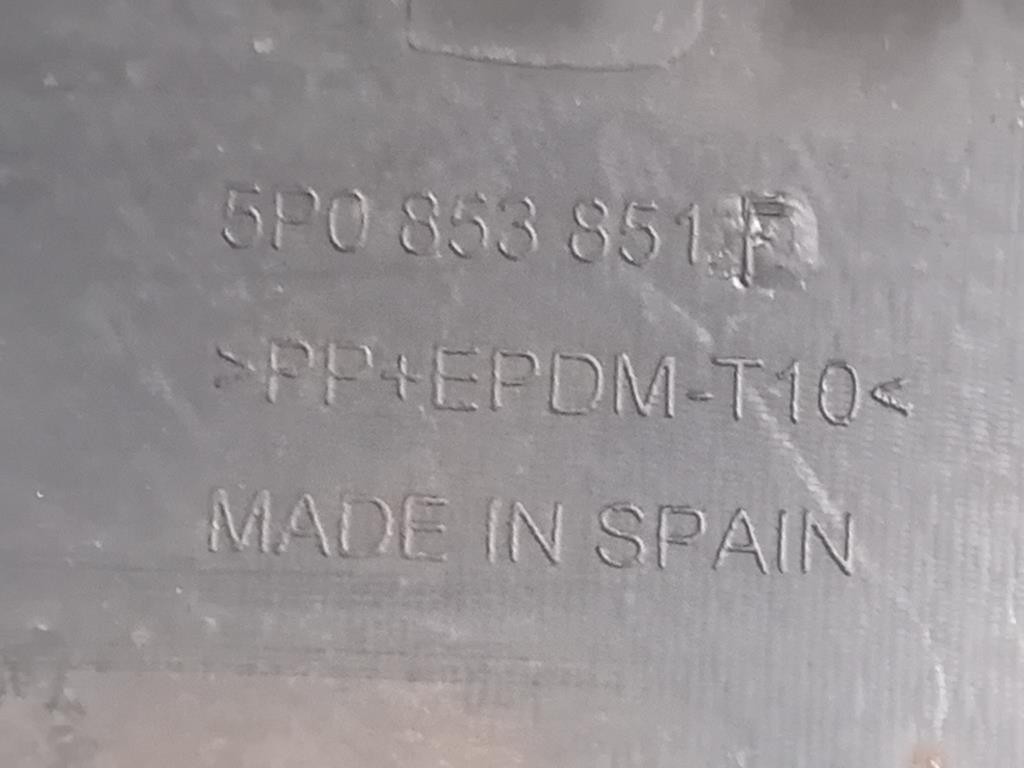 5P0 853 851 F
>PP+EPDM-T10<
MADE IN SPAIN